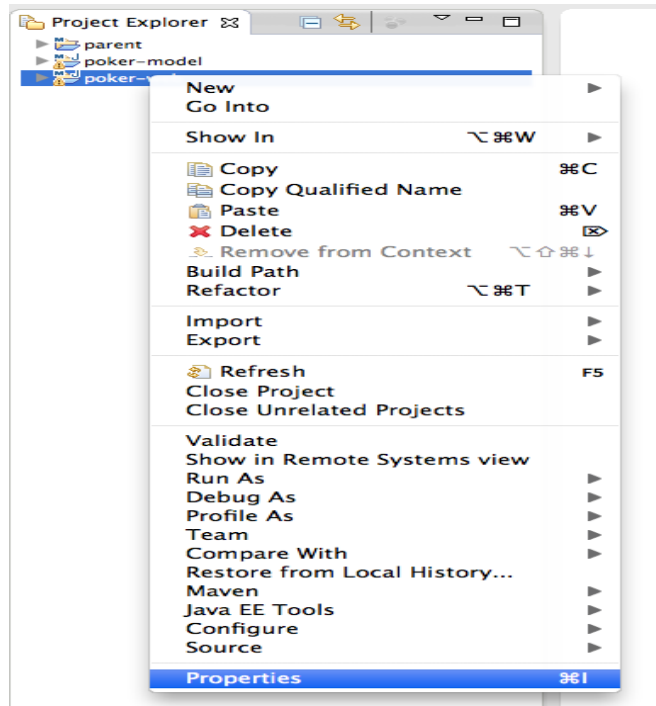 Project Explorer
parent
poker-model
poker-
New
Go Into
Show In ⌥⌘W
Copy ⌘C
Copy Qualified Name
Paste ⌘V
Delete ⌦
Remove from Context ⌥⇧⌘↓
Build Path
Refactor ⌥⌘T
Import
Export
Refresh F5
Close Project
Close Unrelated Projects
Validate
Show in Remote Systems view
Run As
Debug As
Profile As
Team
Compare With
Restore from Local History...
Maven
Java EE Tools
Configure
Source
Properties ⌘I